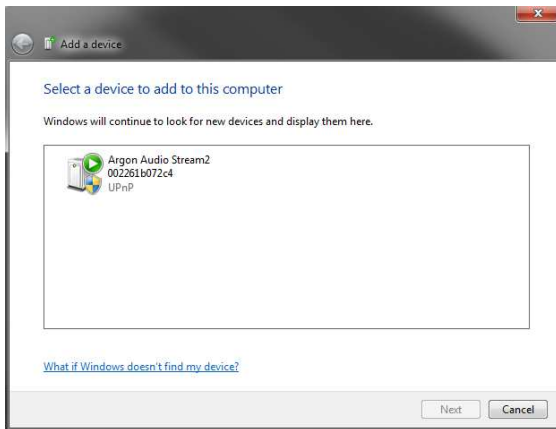 Add a device
Select a device to add to this computer
Windows will continue to look for new devices and display them here.
Argon Audio Stream2
002261b072c4
UPnP
What if Windows doesn't find my device?
Next
Cancel